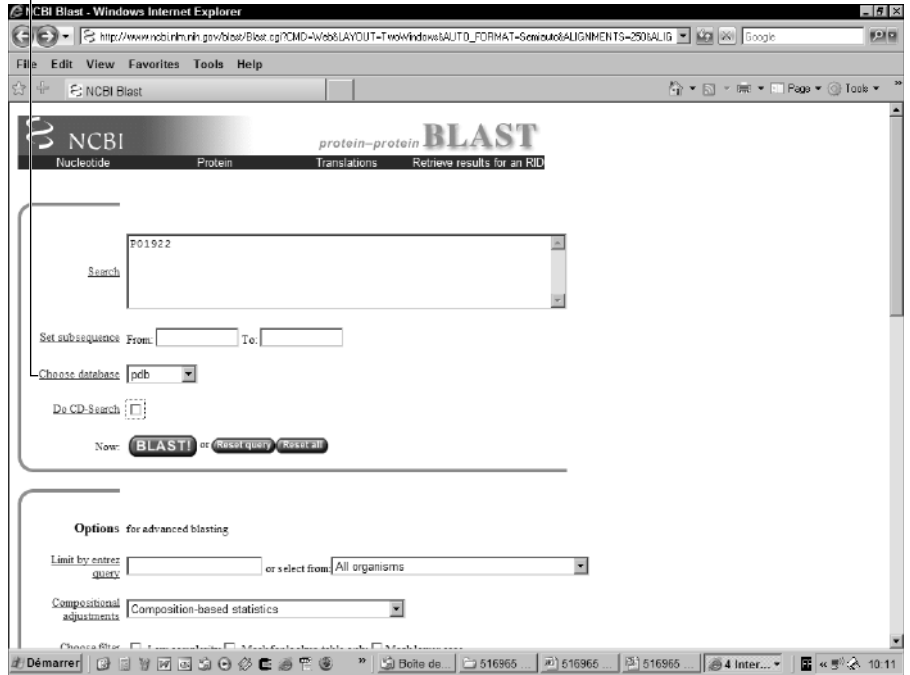 NCBI Blast - Windows Internet Explorer
http://www.ncbi.nlm.nih.gov/blast/Blast.cgi?CMD=Web&LAYOUT=TwoWindows&AUTO_FORMAT=Semiauto&ALIGNMENTS=250&ALIG Google
File Edit View Favorites Tools Help
NCBI Blast Page Tools »
NCBI protein-protein BLAST
Nucleotide Protein Translations Retrieve results for an RID
P01922
Search
Set subsequence From: To:
Choose database pdb
Do CD-Search
Now: BLAST! or Reset query Reset all
Options for advanced blasting
Limit by entrez
query or select from: All organisms
Compositional
adjustments Composition-based statistics
Démarrer » Boîte de... 516965 ... 516965 ... 516965 ... 4 Inter... « 10:11